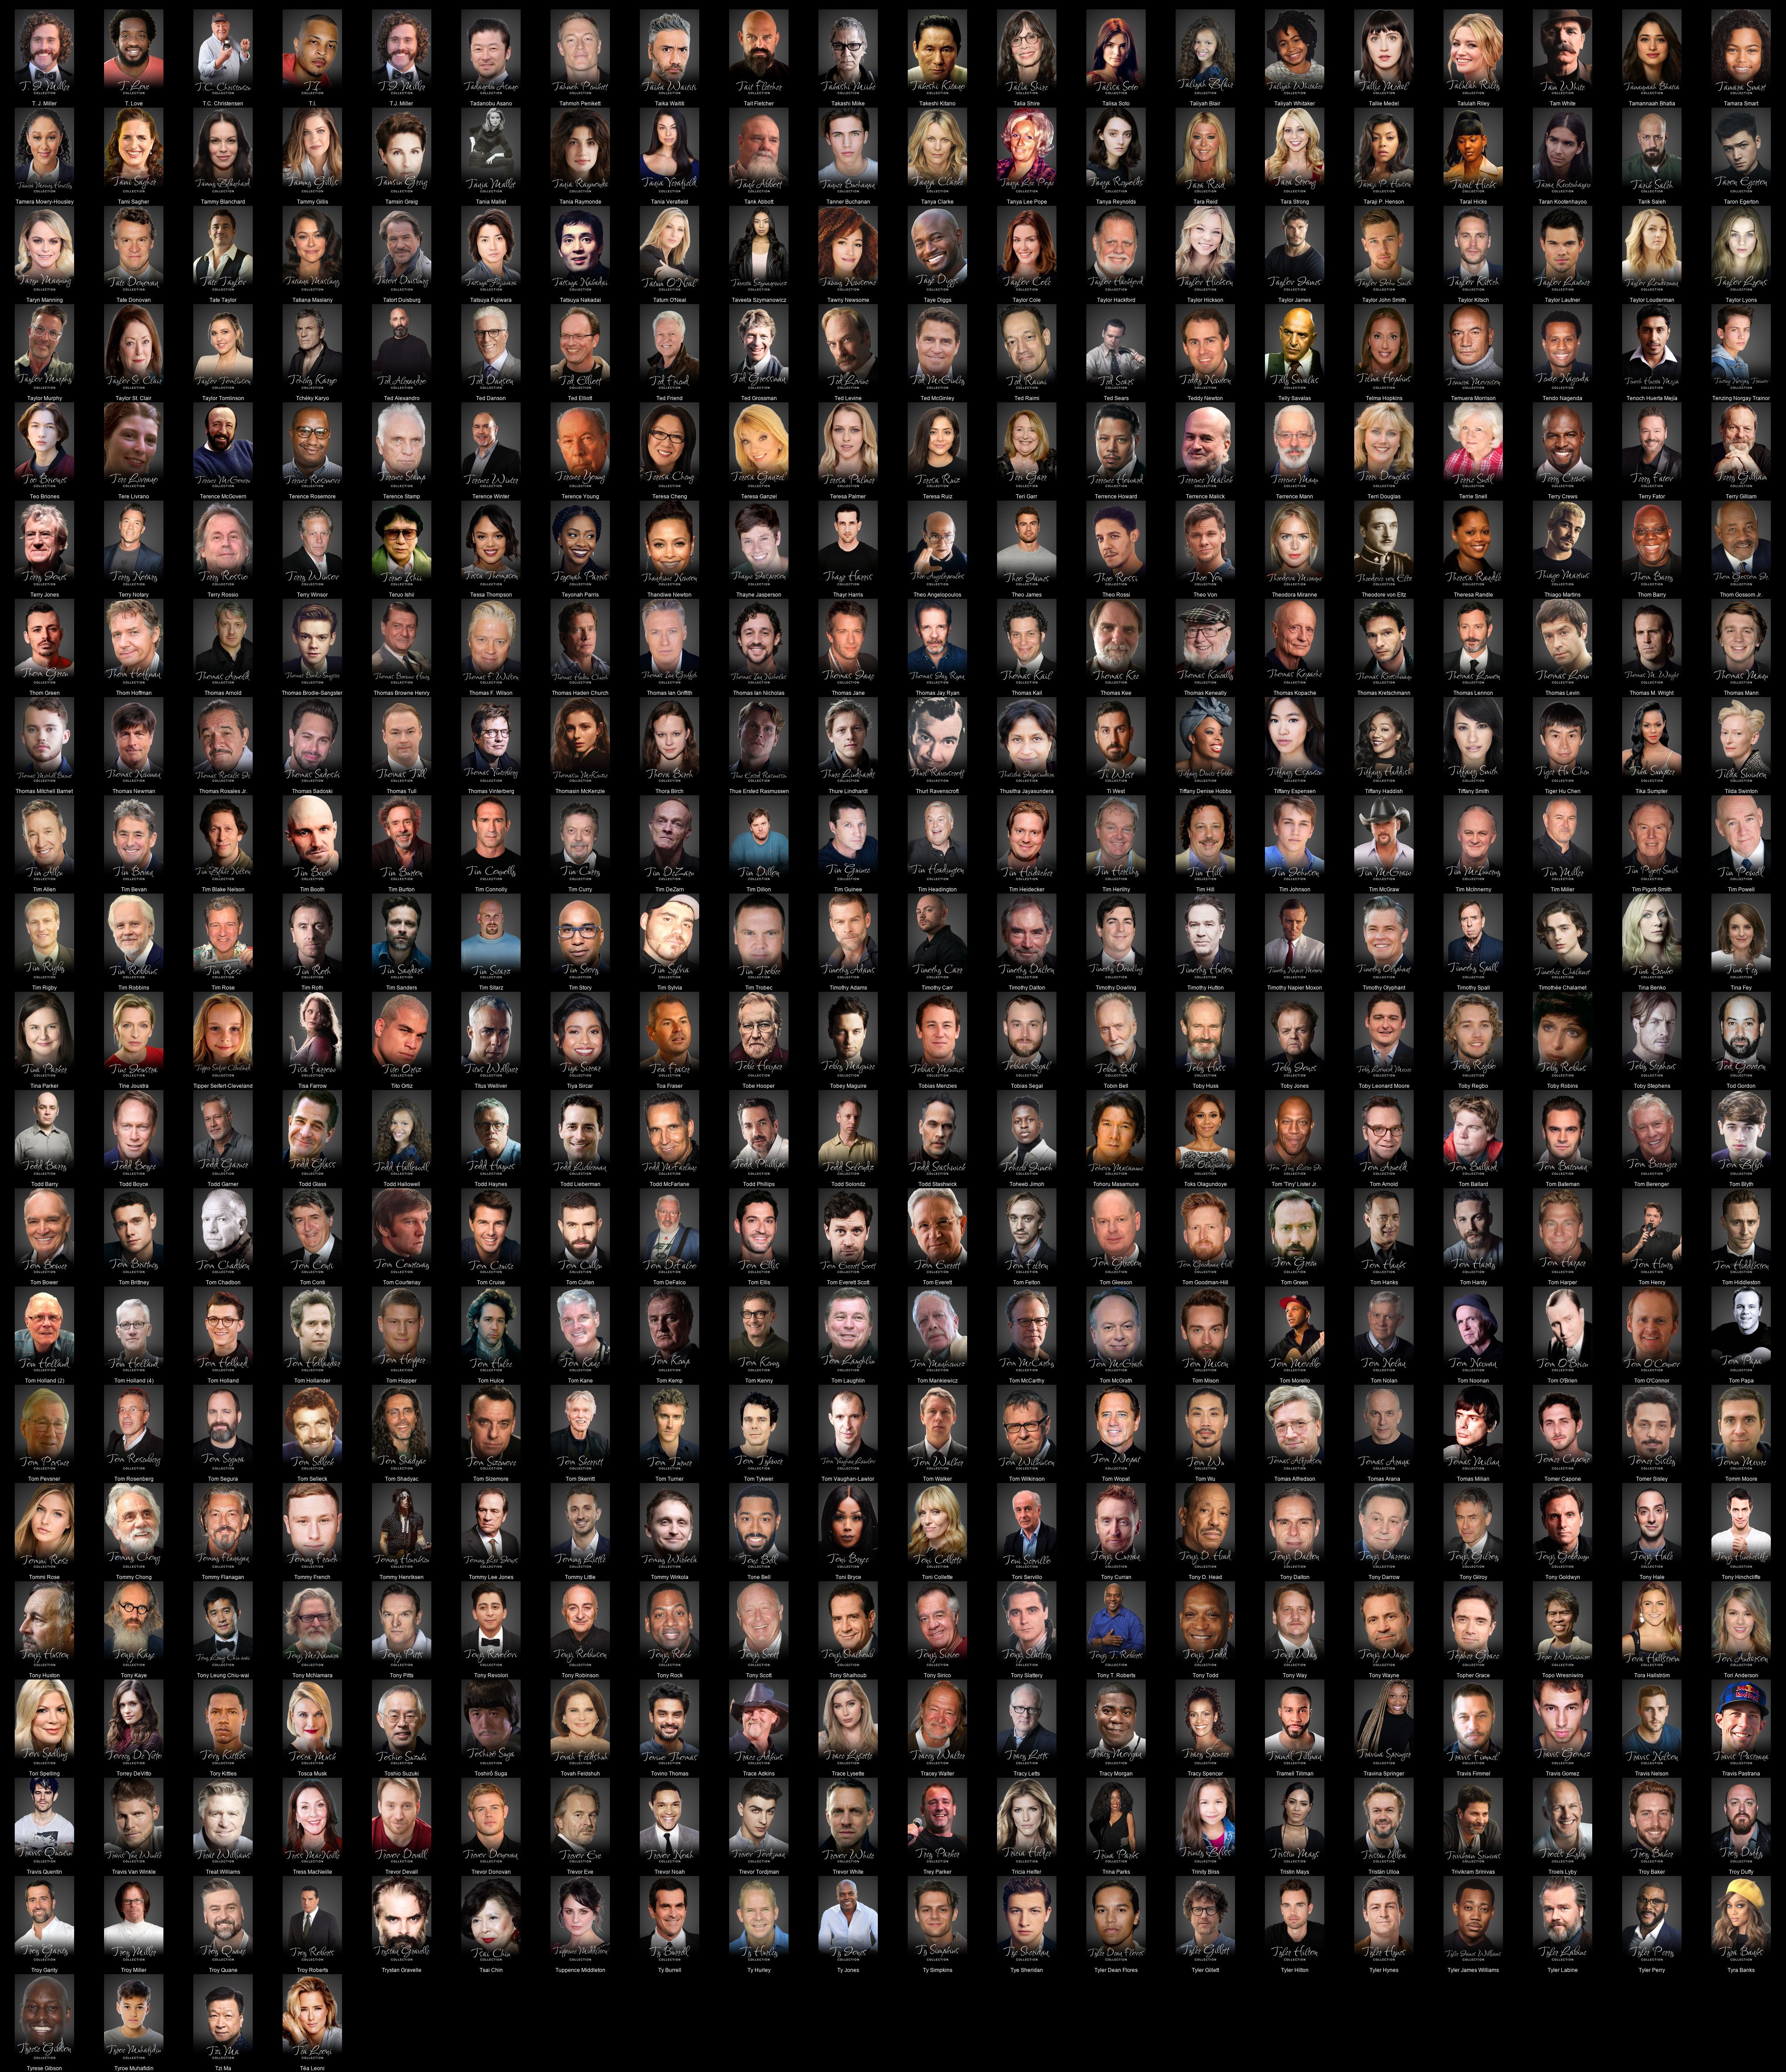 T. J. Miller T. Love T.C. Christensen T.I. T.J. Miller Tadanobu Asano Tahmoh Penikett Taika Waititi Tait Fletcher Takashi Miike Takeshi Kitano Talia Shire Talisa Soto Taliyah Blair Taliyah Whitaker Tallie Medel Talulah Riley Tam White Tamannaah Bhatia Tamara Smart
Tamera Mowry-Housley Tami Sagher Tammy Blanchard Tammy Gillis Tamsin Greig Tania Mallet Tania Raymonde Tania Verafield Tank Abbott Tanner Buchanan Tanya Clarke Tanya Lee Pope Tanya Reynolds Tara Reid Tara Strong Taraji P. Henson Taral Hicks Taran Kootenhayoo Tarik Saleh Taron Egerton
Taryn Manning Tate Donovan Tate Taylor Tatiana Maslany Tatort Duisburg Tatsuya Fujiwara Tatsuya Nakadai Tatum O'Neal Taveeta Szymanowicz Tawny Newsome Taye Diggs Taylor Cole Taylor Hackford Taylor Hickson Taylor James Taylor John Smith Taylor Kitsch Taylor Lautner Taylor Louderman Taylor Lyons
Taylor Murphy Taylor St. Clair Taylor Tomlinson Tchéky Karyo Ted Alexandro Ted Danson Ted Elliott Ted Friend Ted Grossman Ted Levine Ted McGinley Ted Raimi Ted Sears Teddy Newton Telly Savalas Telma Hopkins Temuera Morrison Tendo Nagenda Tenoch Huerta Mejía Tenzing Norgay Trainor
Teo Briones Tere Livrano Terence McGovern Terence Rosemore Terence Stamp Terence Winter Terence Young Teresa Cheng Teresa Ganzel Teresa Palmer Teresa Ruiz Teri Garr Terrence Howard Terrence Malick Terrence Mann Terri Douglas Terrie Snell Terry Crews Terry Fator Terry Gilliam
Terry Jones Terry Notary Terry Rossio Terry Winsor Teruo Ishii Tessa Thompson Teyonah Parris Thandiwe Newton Thayne Jasperson Thayr Harris Theo Angelopoulos Theo James Theo Rossi Theo Von Theodora Miranne Theodore von Eltz Theresa Randle Thiago Martins Thom Barry Thom Gossom Jr.
Thom Green Thom Hoffman Thomas Arnold Thomas Brodie-Sangster Thomas Browne Henry Thomas F. Wilson Thomas Haden Church Thomas Ian Griffith Thomas Ian Nicholas Thomas Jane Thomas Jay Ryan Thomas Kail Thomas Kee Thomas Keneally Thomas Kopache Thomas Kretschmann Thomas Lennon Thomas Levin Thomas M. Wright Thomas Mann
Thomas Mitchell Barnet Thomas Newman Thomas Rosales Jr. Thomas Sadoski Thomas Tull Thomas Vinterberg Thomasin McKenzie Thora Birch Thue Ersted Rasmussen Thure Lindhardt Thurl Ravenscroft Thusitha Jayasundera Ti West Tiffany Denise Hobbs Tiffany Espensen Tiffany Haddish Tiffany Smith Tiger Hu Chen Tika Sumpter Tilda Swinton
Tim Allen Tim Bevan Tim Blake Nelson Tim Booth Tim Burton Tim Connolly Tim Curry Tim DeZarn Tim Dillon Tim Guinee Tim Headington Tim Heidecker Tim Herlihy Tim Hill Tim Johnson Tim McGraw Tim McInnerny Tim Miller Tim Pigott-Smith Tim Powell
Tim Rigby Tim Robbins Tim Rose Tim Roth Tim Sanders Tim Sitarz Tim Story Tim Sylvia Tim Trobec Timothy Adams Timothy Carr Timothy Dalton Timothy Dowling Timothy Hutton Timothy Napier Moxon Timothy Olyphant Timothy Spall Timothée Chalamet Tina Benko Tina Fey
Tina Parker Tine Joustra Tipper Seifert-Cleveland Tisa Farrow Tito Ortiz Titus Welliver Tiya Sircar Toa Fraser Tobe Hooper Tobey Maguire Tobias Menzies Tobias Segal Tobin Bell Toby Huss Toby Jones Toby Leonard Moore Toby Regbo Toby Robins Toby Stephens Tod Gordon
Todd Barry Todd Boyce Todd Garner Todd Glass Todd Hallowell Todd Haynes Todd Lieberman Todd McFarlane Todd Phillips Todd Solondz Todd Stashwick Toheeb Jimoh Tohoru Masamune Toks Olagundoye Tom 'Tiny' Lister Jr. Tom Arnold Tom Ballard Tom Bateman Tom Berenger Tom Blyth
Tom Bower Tom Brittney Tom Chadbon Tom Conti Tom Courtenay Tom Cruise Tom Cullen Tom DeFalco Tom Ellis Tom Everett Scott Tom Everett Tom Felton Tom Gleeson Tom Goodman-Hill Tom Green Tom Hanks Tom Hardy Tom Harper Tom Henry Tom Hiddleston
Tom Holland (2) Tom Holland (4) Tom Holland Tom Hollander Tom Hopper Tom Hulce Tom Kane Tom Kemp Tom Kenny Tom Laughlin Tom Mankiewicz Tom McCarthy Tom McGrath Tom Mison Tom Morello Tom Nolan Tom Noonan Tom O'Brien Tom O'Connor Tom Papa
Tom Pevsner Tom Rosenberg Tom Segura Tom Selleck Tom Shadyac Tom Sizemore Tom Skerritt Tom Turner Tom Tykwer Tom Vaughan-Lawlor Tom Walker Tom Wilkinson Tom Wopat Tom Wu Tomas Alfredson Tomas Arana Tomas Milian Tomer Capone Tomer Sisley Tomm Moore
Tommi Rose Tommy Chong Tommy Flanagan Tommy French Tommy Henriksen Tommy Lee Jones Tommy Little Tommy Wirkola Tone Bell Toni Bryce Toni Collette Toni Servillo Tony Curran Tony D. Head Tony Dalton Tony Darrow Tony Gilroy Tony Goldwyn Tony Hale Tony Hinchcliffe
Tony Huston Tony Kaye Tony Leung Chiu-wai Tony McNamara Tony Pitts Tony Revolori Tony Robinson Tony Rock Tony Scott Tony Shalhoub Tony Sirico Tony Slattery Tony T. Roberts Tony Todd Tony Way Tony Wayne Topher Grace Topo Wresniwiro Tora Hallström Tori Anderson
Tori Spelling Torrey DeVitto Tory Kittles Tosca Musk Toshio Suzuki Toshirô Suga Tovah Feldshuh Tovino Thomas Trace Adkins Trace Lysette Tracey Walter Tracy Letts Tracy Morgan Tracy Spencer Tramell Tillman Travina Springer Travis Fimmel Travis Gomez Travis Nelson Travis Pastrana
Travis Quentin Travis Van Winkle Treat Williams Tress MacNeille Trevor Devall Trevor Donovan Trevor Eve Trevor Noah Trevor Tordjman Trevor White Trey Parker Tricia Helfer Trina Parks Trinity Bliss Tristin Mays Tristán Ulloa Trivikram Srinivas Troels Lyby Troy Baker Troy Duffy
Troy Garity Troy Miller Troy Quane Troy Roberts Trystan Gravelle Tsai Chin Tuppence Middleton Ty Burrell Ty Hurley Ty Jones Ty Simpkins Tye Sheridan Tyler Dean Flores Tyler Gillett Tyler Hilton Tyler Hynes Tyler James Williams Tyler Labine Tyler Perry Tyra Banks
Tyrese Gibson Tyroe Muhafidin Tzi Ma Téa Leoni